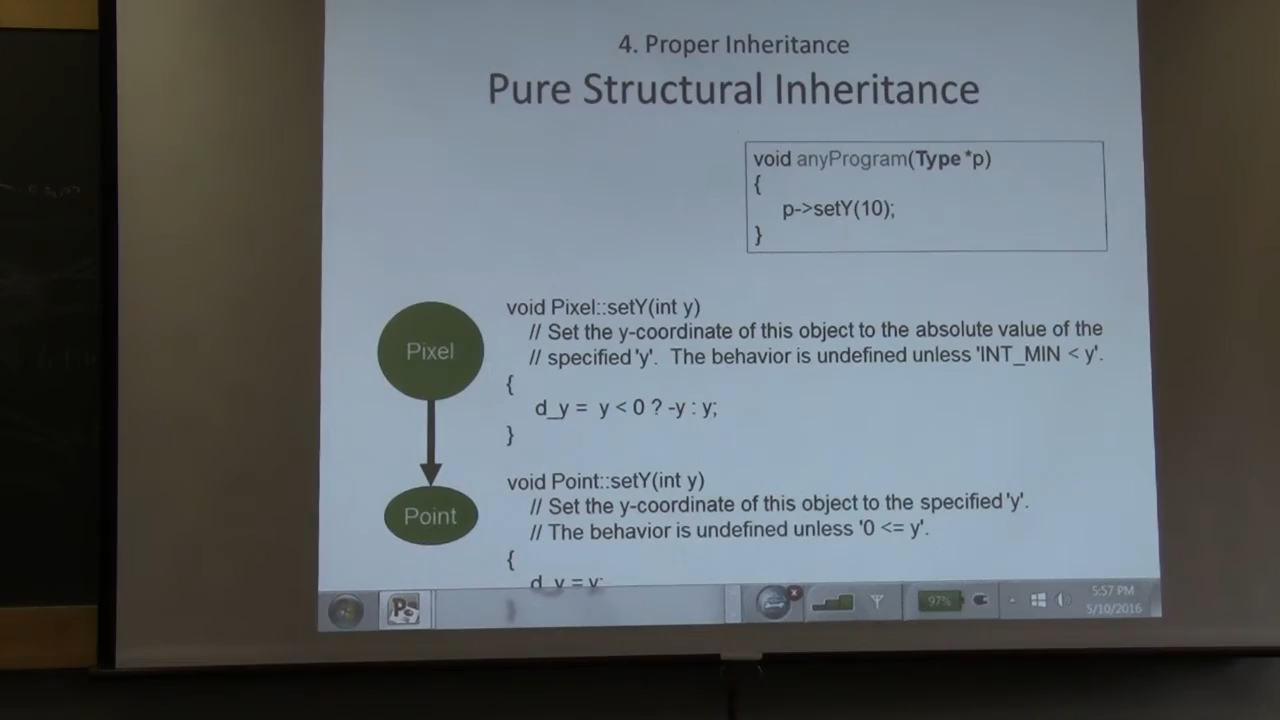 4. Proper Inheritance
Pure Structural Inheritance
void anyProgram(Type *p)
{
p->setY(10);
}
Pixel
void Pixel::setY(int y)
// Set the y-coordinate of this object to the absolute value of the
// specified 'y'. The behavior is undefined unless 'INT_MIN < y'.
{
d_y = y < 0 ? -y : y;
}
Point
void Point::setY(int y)
// Set the y-coordinate of this object to the specified 'y'.
// The behavior is undefined unless '0 <= y'.
{
d_y = y;
97%
5:57 PM
5/10/2016